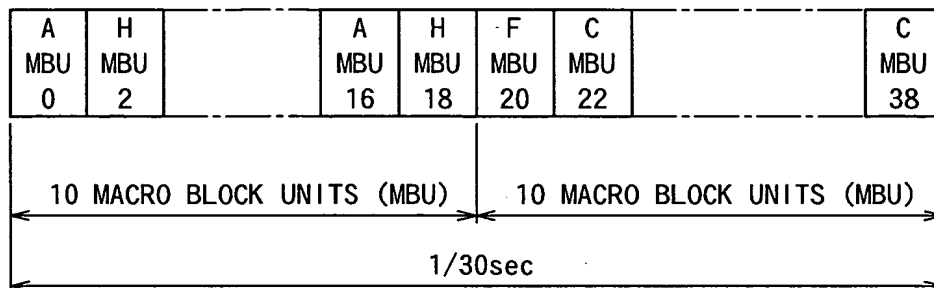 A H A H F C C
MBU MBU MBU MBU MBU MBU MBU
0 2 16 18 20 22 38
10 MACRO BLOCK UNITS (MBU) 10 MACRO BLOCK UNITS (MBU)
1/30sec